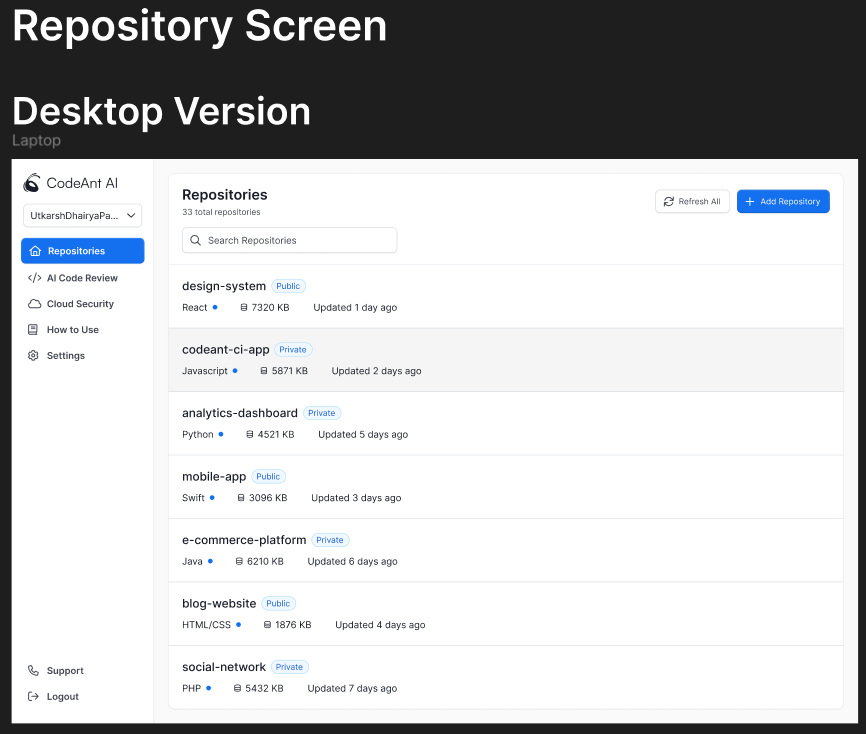 Repository Screen
Desktop Version
Laptop
CodeAnt AI
UtkarshDhairyaPa...
Repositories
AI Code Review
Cloud Security
How to Use
Settings
Support
Logout
Repositories
33 total repositories
Refresh All
Add Repository
Search Repositories
design-system Public
React 7320 KB Updated 1 day ago
codeant-ci-app Private
Javascript 5871 KB Updated 2 days ago
analytics-dashboard Private
Python 4521 KB Updated 5 days ago
mobile-app Public
Swift 3096 KB Updated 3 days ago
e-commerce-platform Private
Java 6210 KB Updated 6 days ago
blog-website Public
HTML/CSS 1876 KB Updated 4 days ago
social-network Private
PHP 5432 KB Updated 7 days ago